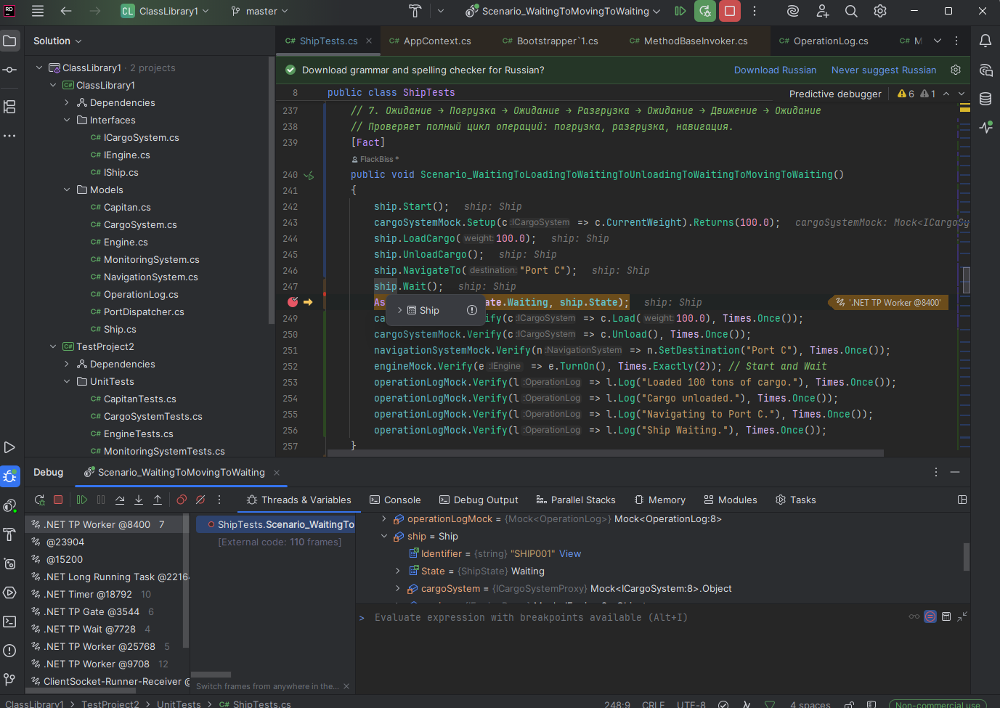 RD
CL ClassLibrary1
master
Scenario_WaitingToMovingToWaiting
Solution
C# ShipTests.cs
C# AppContext.cs
C# Bootstrapper`1.cs
C# MethodBaseInvoker.cs
C# OperationLog.cs
C# M
Download grammar and spelling checker for Russian?
Download Russian
Never suggest Russian
ClassLibrary1 · 2 projects
C# ClassLibrary1
Dependencies
Interfaces
C# ICargoSystem.cs
C# IEngine.cs
C# IShip.cs
Models
C# Capitan.cs
C# CargoSystem.cs
C# Engine.cs
C# MonitoringSystem.cs
C# NavigationSystem.cs
C# OperationLog.cs
C# PortDispatcher.cs
C# Ship.cs
C# TestProject2
Dependencies
UnitTests
C# CapitanTests.cs
C# CargoSystemTests.cs
C# EngineTests.cs
C# MonitoringSystemTests.cs
8 public class ShipTests
Predictive debugger
6 1
237 // 7. Ожидание → Погрузка → Ожидание → Разгрузка → Ожидание → Движение → Ожидание
238 // Проверяет полный цикл операций: погрузка, разгрузка, навигация.
239 [Fact]
FlackBiss *
240 public void Scenario_WaitingToLoadingToWaitingToUnloadingToWaitingToMovingToWaiting()
241 {
242 ship.Start(); ship: Ship
243 cargoSystemMock.Setup(c :ICargoSystem => c.CurrentWeight).Returns(100.0); cargoSystemMock: Mock<ICargoSy
244 ship.LoadCargo( weight: 100.0); ship: Ship
245 ship.UnloadCargo(); ship: Ship
246 ship.NavigateTo( destination: "Port C"); ship: Ship
247 ship.Wait(); ship: Ship
As ate.Waiting, ship.State); ship: Ship
'.NET TP Worker @8400'
Ship
249 ca ify(c :ICargoSystem => c.Load( weight: 100.0), Times.Once());
250 cargoSystemMock.Verify(c :ICargoSystem => c.Unload(), Times.Once());
251 navigationSystemMock.Verify(n :NavigationSystem => n.SetDestination("Port C"), Times.Once());
252 engineMock.Verify(e :IEngine => e.TurnOn(), Times.Exactly(2)); // Start and Wait
253 operationLogMock.Verify(l :OperationLog => l.Log("Loaded 100 tons of cargo."), Times.Once());
254 operationLogMock.Verify(l :OperationLog => l.Log("Cargo unloaded."), Times.Once());
255 operationLogMock.Verify(l :OperationLog => l.Log("Navigating to Port C."), Times.Once());
256 operationLogMock.Verify(l :OperationLog => l.Log("Ship Waiting."), Times.Once());
257 }
Debug
Scenario_WaitingToMovingToWaiting
Threads & Variables
Console
Debug Output
Parallel Stacks
Memory
Modules
Tasks
.NET TP Worker @8400 7
@23904
@15200
.NET Long Running Task @2216
.NET Timer @18792 10
.NET TP Gate @3544 6
.NET TP Wait @7728 4
.NET TP Worker @25768 5
.NET TP Worker @9708 12
ClientSocket-Runner-Receiver @
ShipTests.Scenario_WaitingTo
[External code: 110 frames]
Switch frames from anywhere in the...
operationLogMock = {Mock<OperationLog>} Mock<OperationLog:8>
ship = Ship
Identifier = {string} "SHIP001" View
State = {ShipState} Waiting
cargoSystem = {ICargoSystemProxy} Mock<ICargoSystem:8>.Object
> Evaluate expression with breakpoints available (Alt+I)
ClassLibrary1 > TestProject2 > UnitTests > C# ShipTests.cs
248:9 CRLF UTF-8 4 spaces Non-commercial use